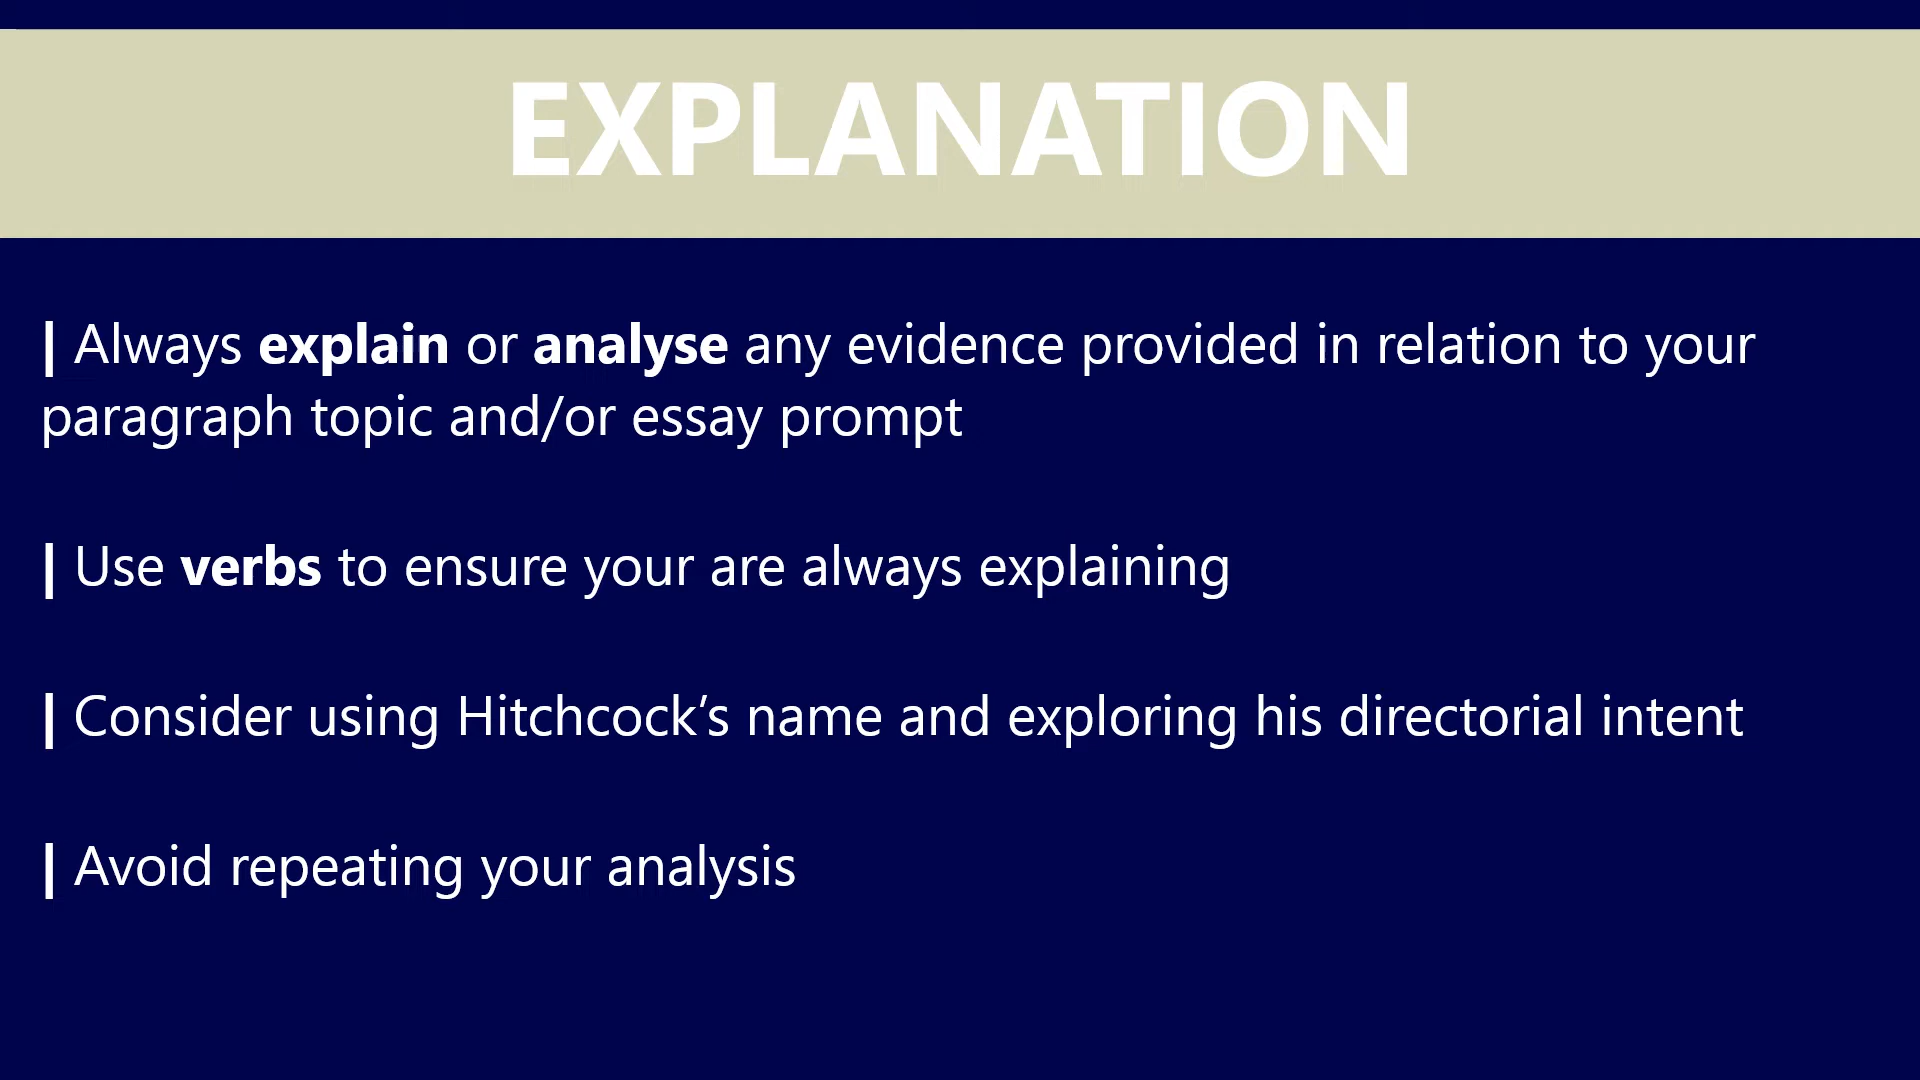 EXPLANATION
| Always explain or analyse any evidence provided in relation to your
paragraph topic and/or essay prompt
| Use verbs to ensure your are always explaining
| Consider using Hitchcock’s name and exploring his directorial intent
| Avoid repeating your analysis